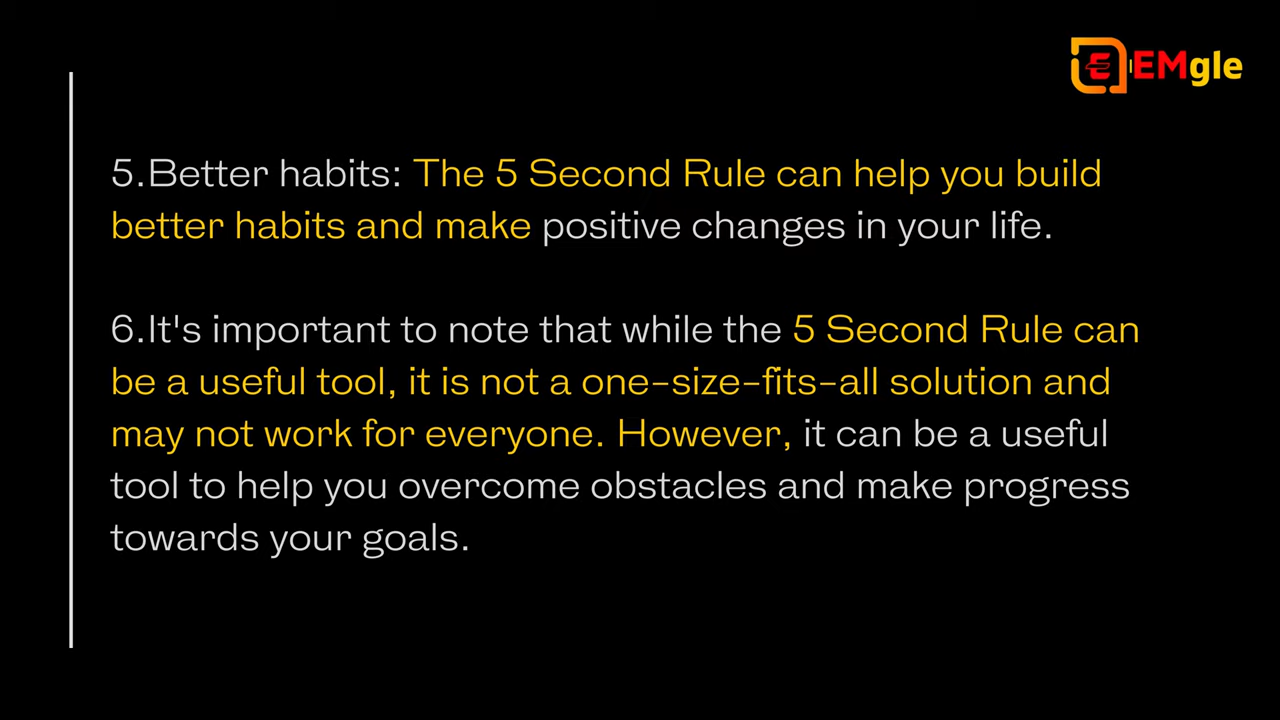 EMgle
5.Better habits: The 5 Second Rule can help you build
better habits and make positive changes in your life.
6.It's important to note that while the 5 Second Rule can
be a useful tool, it is not a one-size-fits-all solution and
may not work for everyone. However, it can be a useful
tool to help you overcome obstacles and make progress
towards your goals.